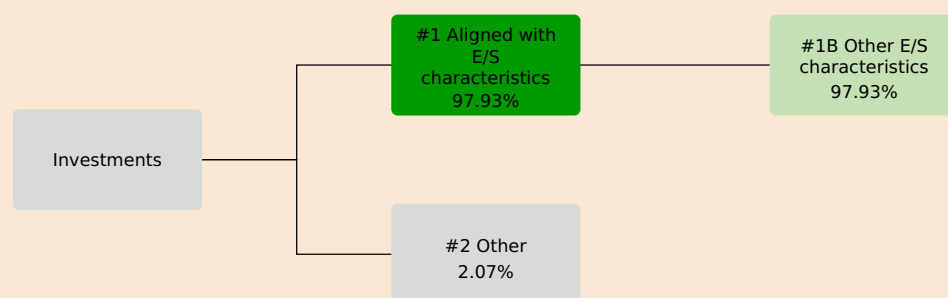 #1 Aligned with
E/S
characteristics
97.93%
#1B Other E/S
characteristics
97.93%
Investments
#2 Other
2.07%